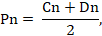 Pn = (Cn + Dn) / 2,